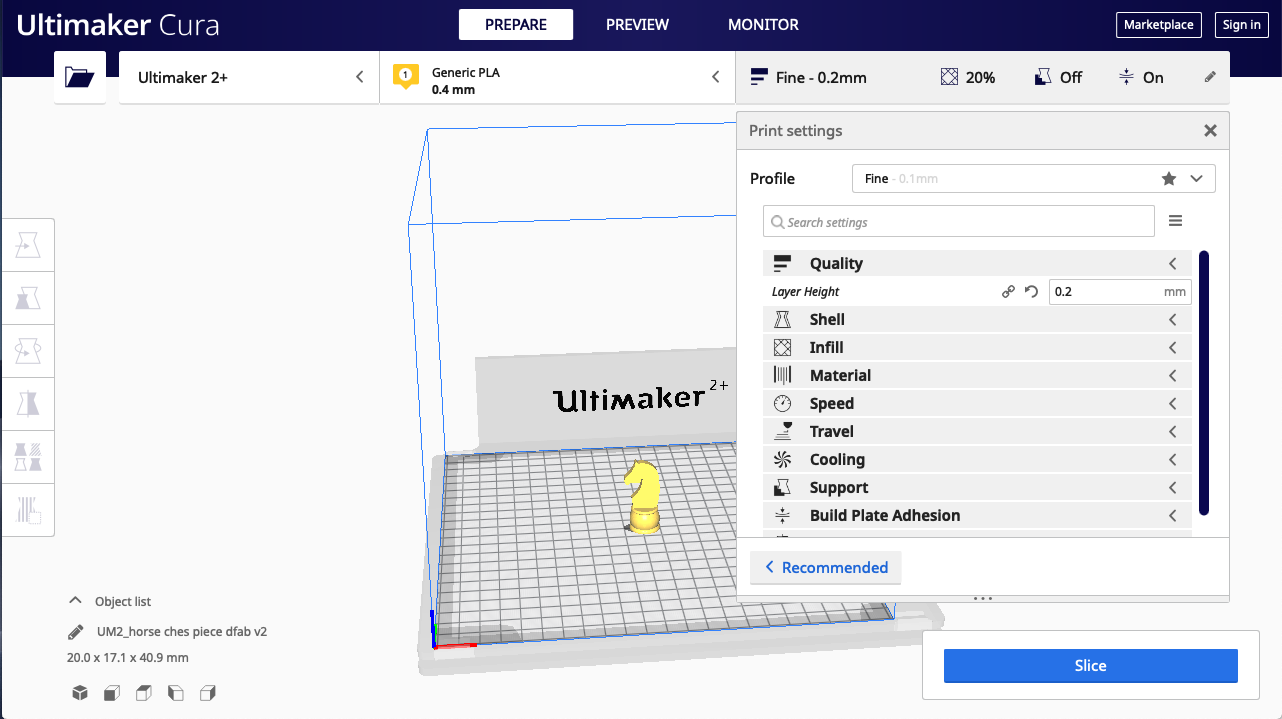 Ultimaker Cura
PREPARE
PREVIEW
MONITOR
Marketplace
Sign in
Ultimaker 2+
1
Generic PLA
0.4 mm
Fine - 0.2mm
20%
Off
On
Print settings
Profile
Fine - 0.1mm
Search settings
Quality
Layer Height
0.2 mm
Shell
Infill
Material
Speed
Travel
Cooling
Support
Build Plate Adhesion
Recommended
Ultimaker 2+
Object list
UM2_horse ches piece dfab v2
20.0 x 17.1 x 40.9 mm
Slice